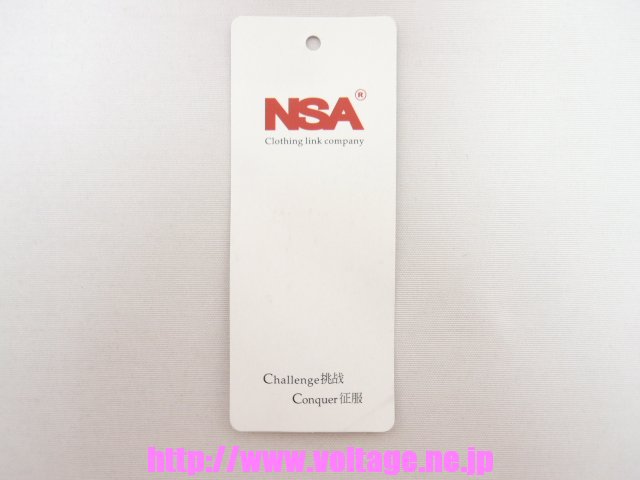 NSA®
Clothing link company
Challenge挑战
Conquer征服
http://www.voltage.ne.jp